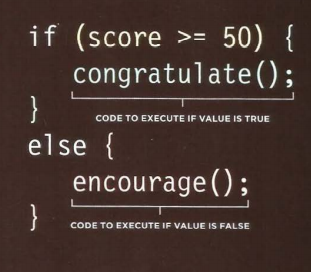 if (score >= 50) {
congratulate();
}
CODE TO EXECUTE IF VALUE IS TRUE
else {
encourage();
}
CODE TO EXECUTE IF VALUE IS FALSE